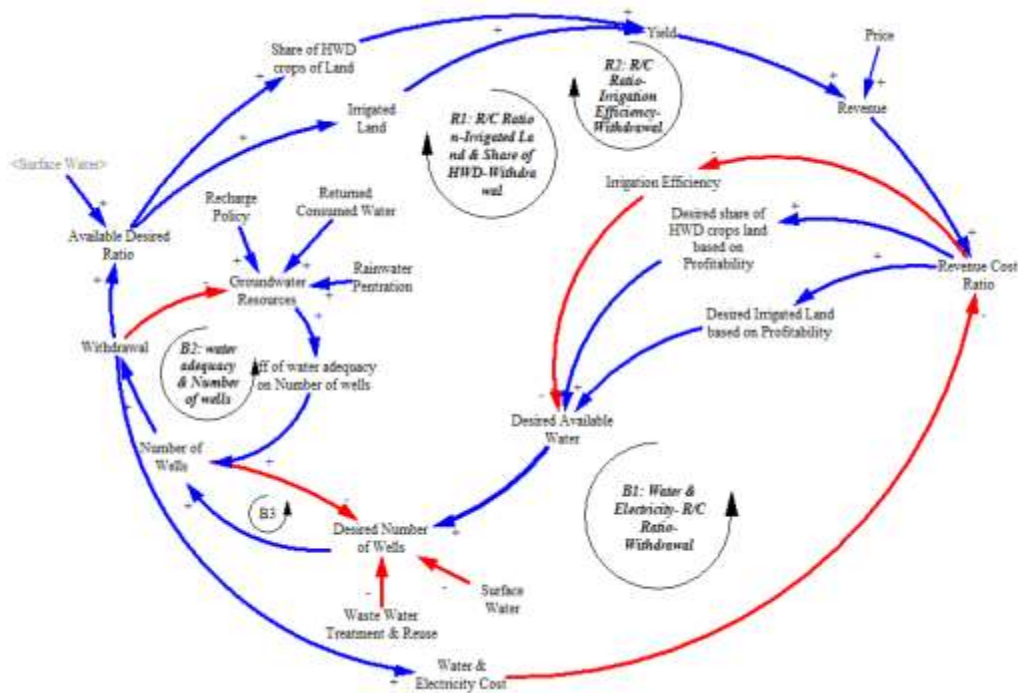 Share of HWD
crops of Land
Yield
Price
R2: R/C
Ratio-
Irrigation
Efficiency-
Withdrawal
Revenue
Irrigated
Land
R1: R/C Ratio
n-Irrigated La
nd & Share of
HWD-Withdra
wal
<Surface Water>
Irrigation Efficiency
Recharge
Policy
Returned
Consumed Water
Desired share of
HWD crops land
based on
Profitability
Available Desired
Ratio
Groundwater
Resources
Rainwater
Pentration
Revenue Cost
Ratio
Desired Irrigated Land
based on Profitability
Withdrawal
B2: water
adequacy
& Number
of wells
ff of water adequacy
on Number of wells
Desired Available
Water
Number of
Wells
B1: Water &
Electricity- R/C
Ratio-
Withdrawal
B3
Desired Number
of Wells
Surface
Water
Waste Water
Treatment & Reuse
Water &
Electricity Cost